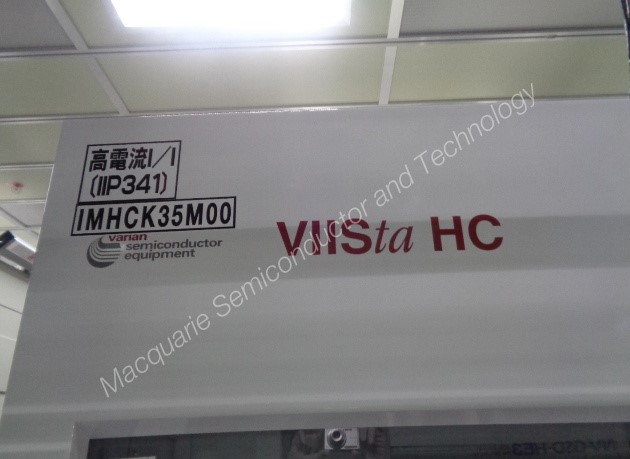 高電流I/I
(IIP341)
IMHCK35M00
varian
semiconductor
equipment
VIISta HC
Macquarie Semiconductor and Technology